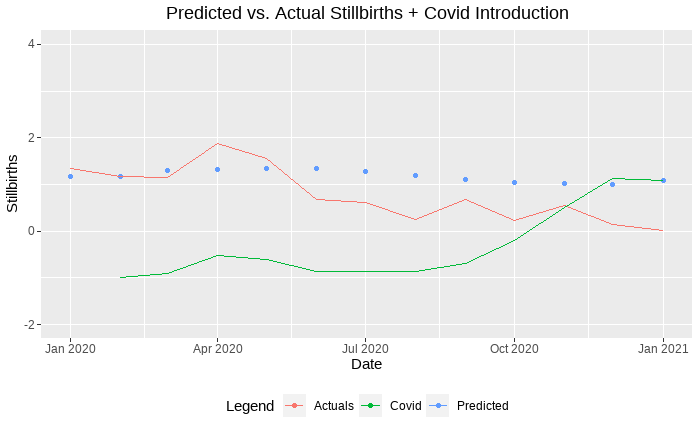 Predicted vs. Actual Stillbirths + Covid Introduction
4
2
0
-2
Stillbirths
Jan 2020 Apr 2020 Jul 2020 Oct 2020 Jan 2021
Date
Legend Actuals Covid Predicted